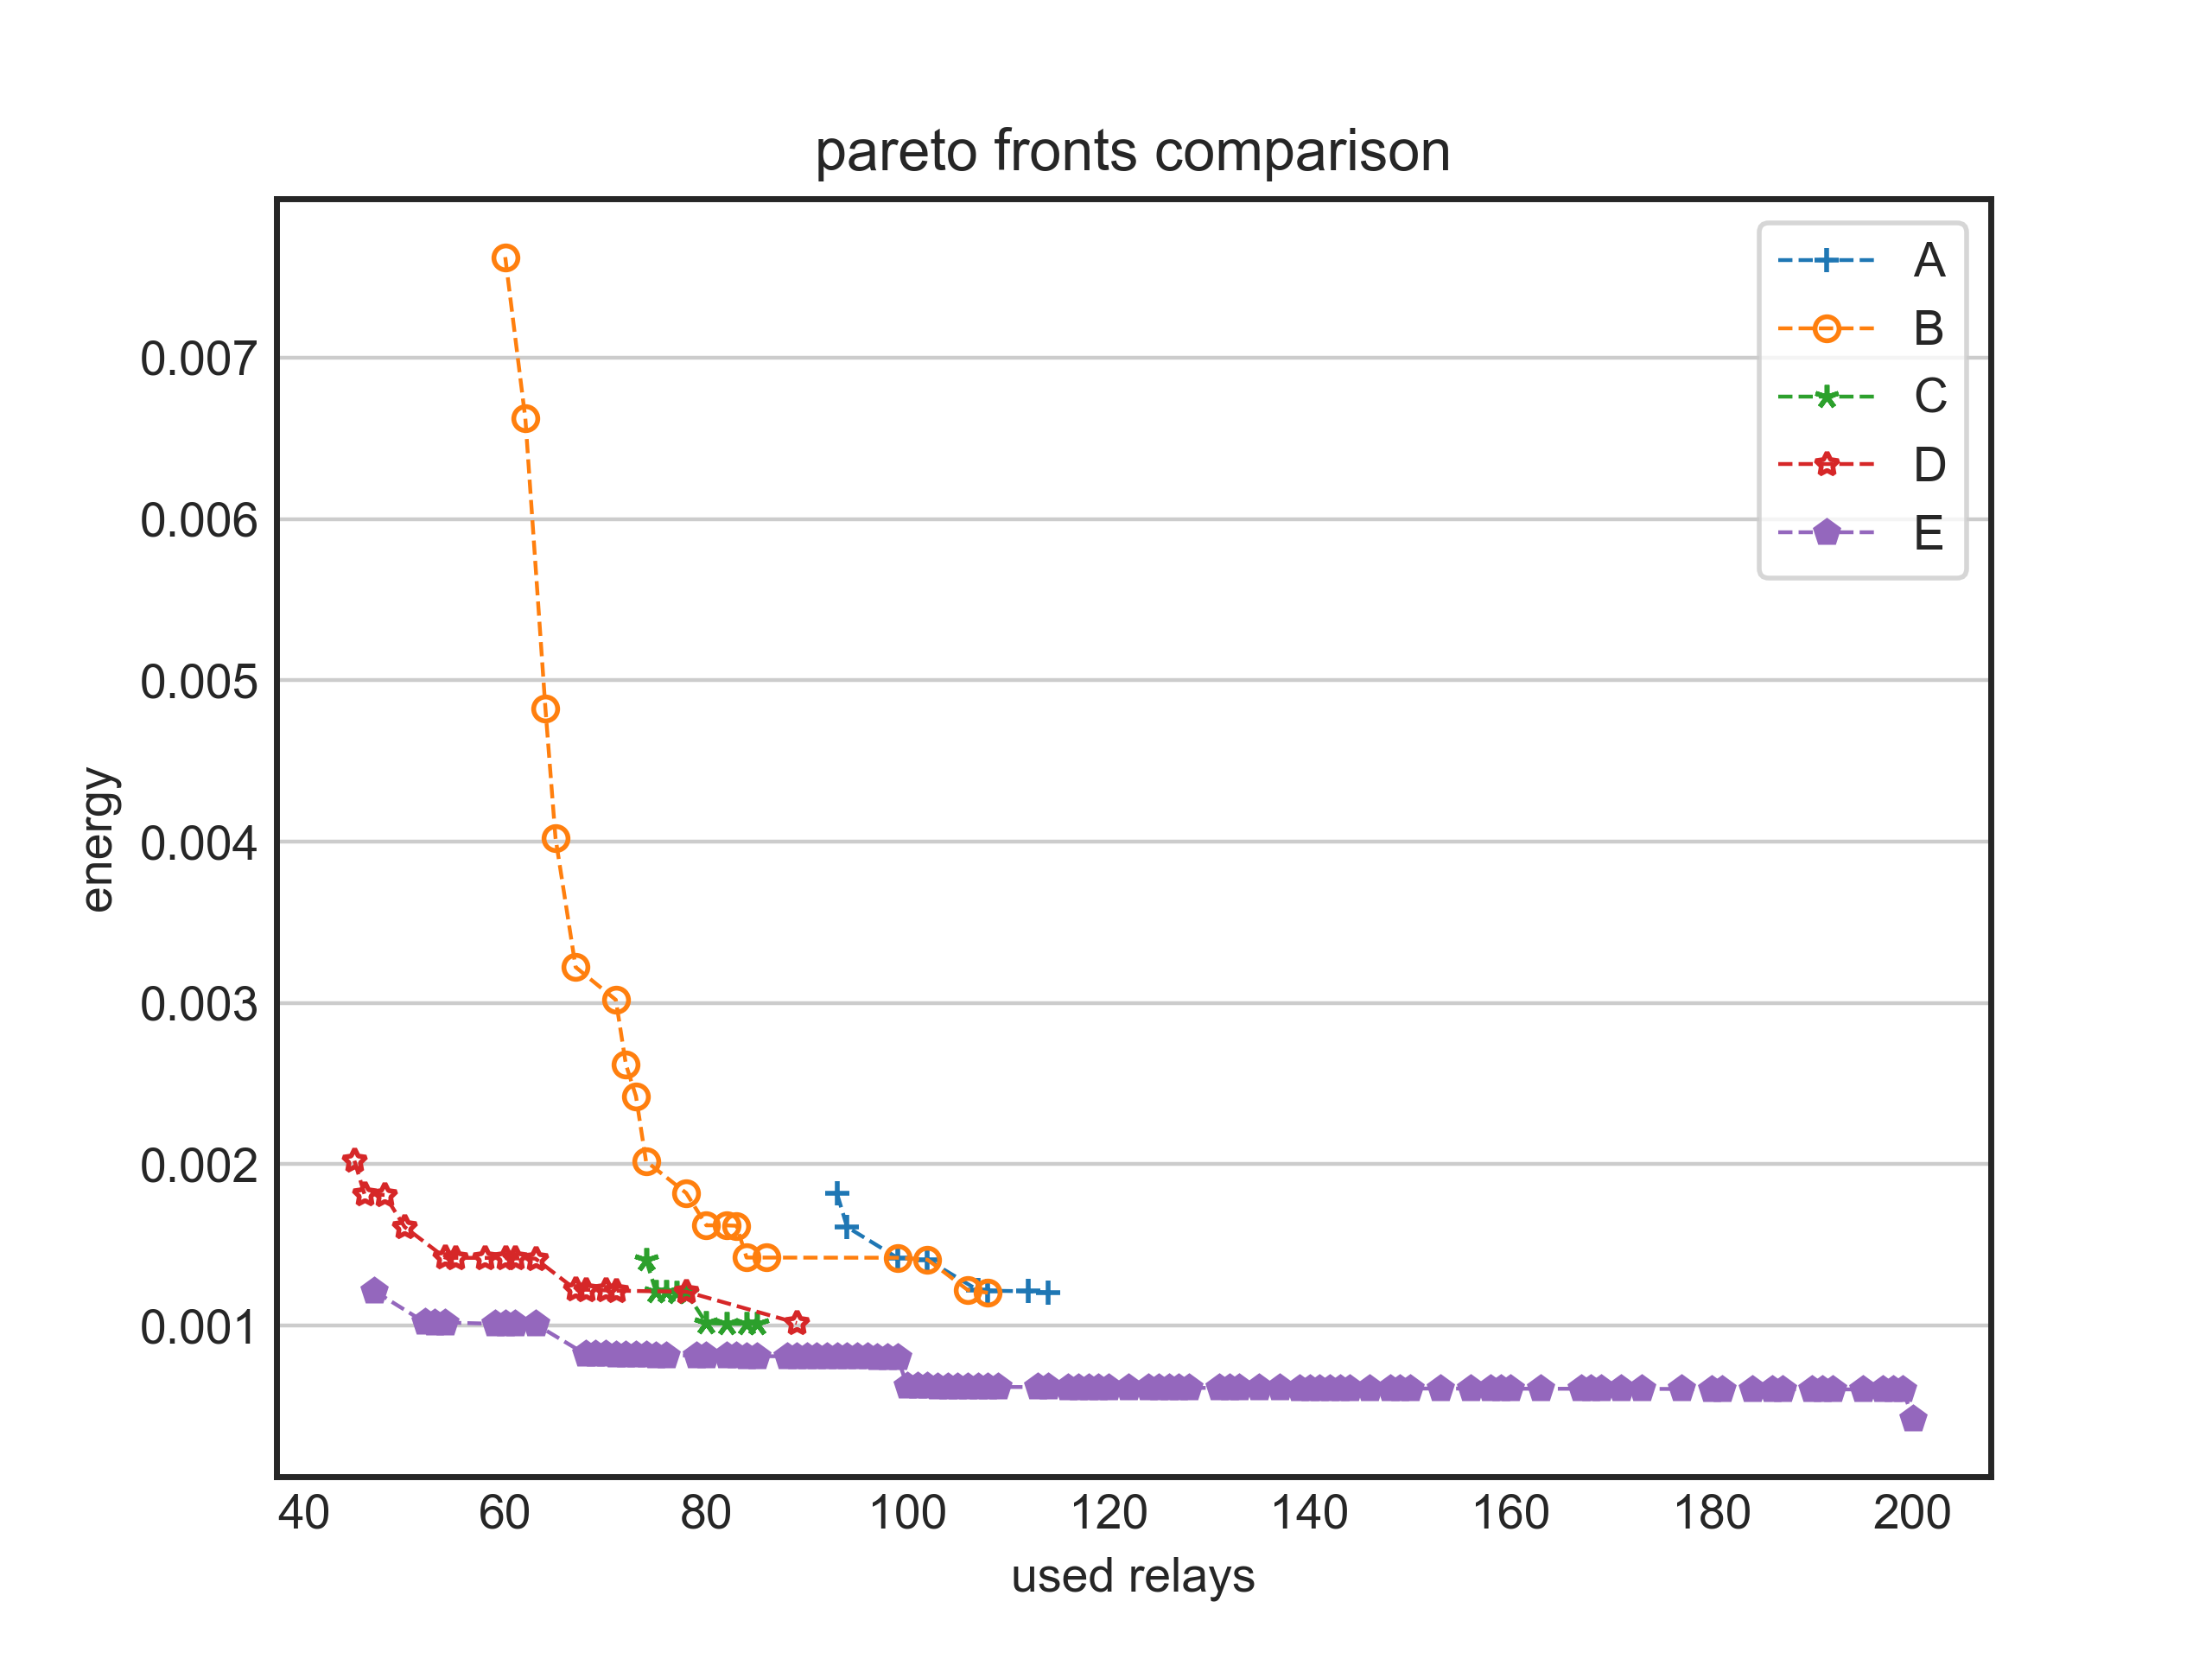 pareto fronts comparison
A
B
C
D
E
0.007
0.006
0.005
0.004
0.003
0.002
0.001
energy
40 60 80 100 120 140 160 180 200
used relays